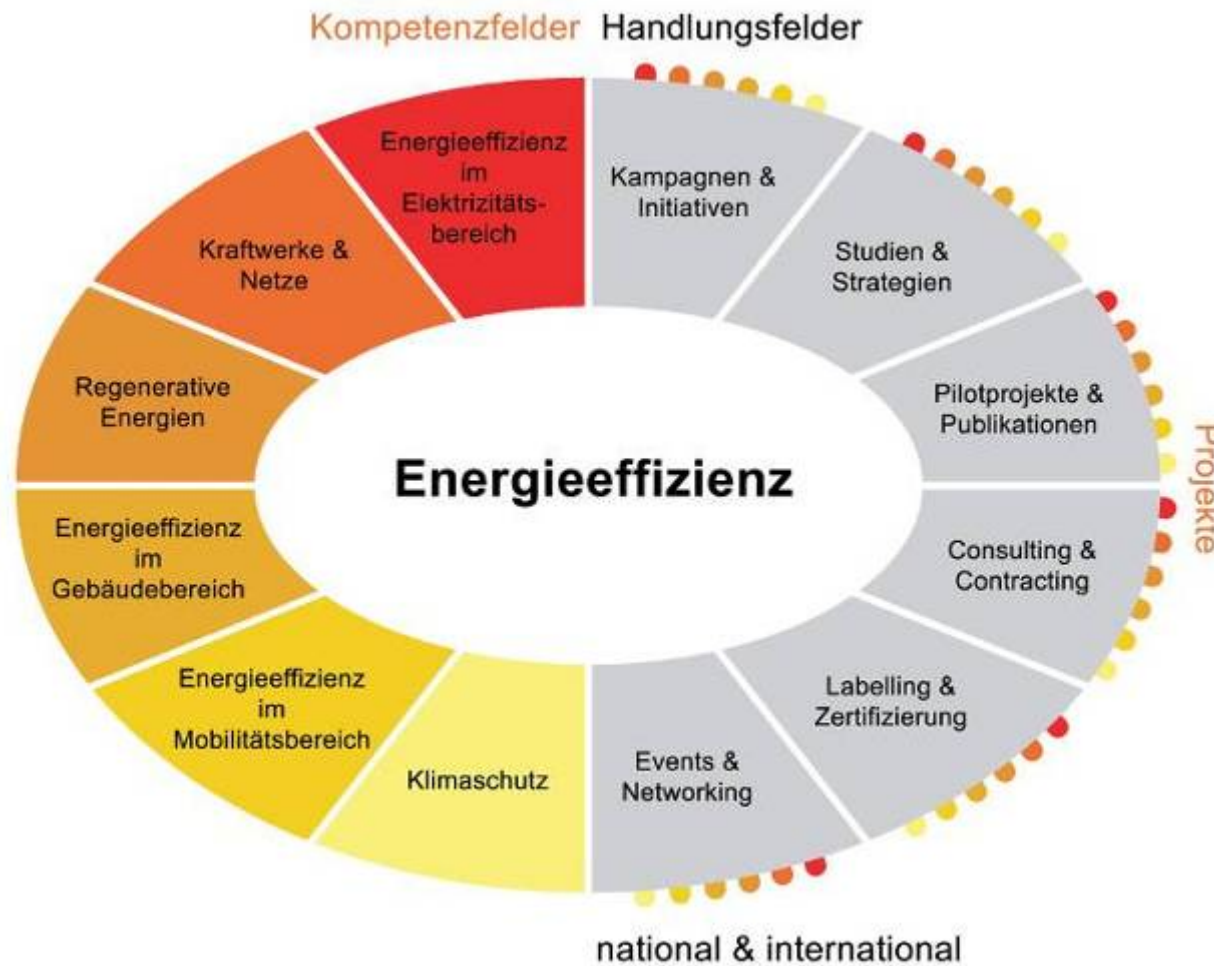 Kompetenzfelder Handlungsfelder
Energieeffizienz
im
Elektrizitäts-
bereich
Kraftwerke &
Netze
Regenerative
Energien
Energieeffizienz
im
Gebäudebereich
Energieeffizienz
im
Mobilitätsbereich
Klimaschutz
Energieeffizienz
Kampagnen &
Initiativen
Studien &
Strategien
Pilotprojekte &
Publikationen
Consulting &
Contracting
Labelling &
Zertifizierung
Events &
Networking
Projekte
national & international